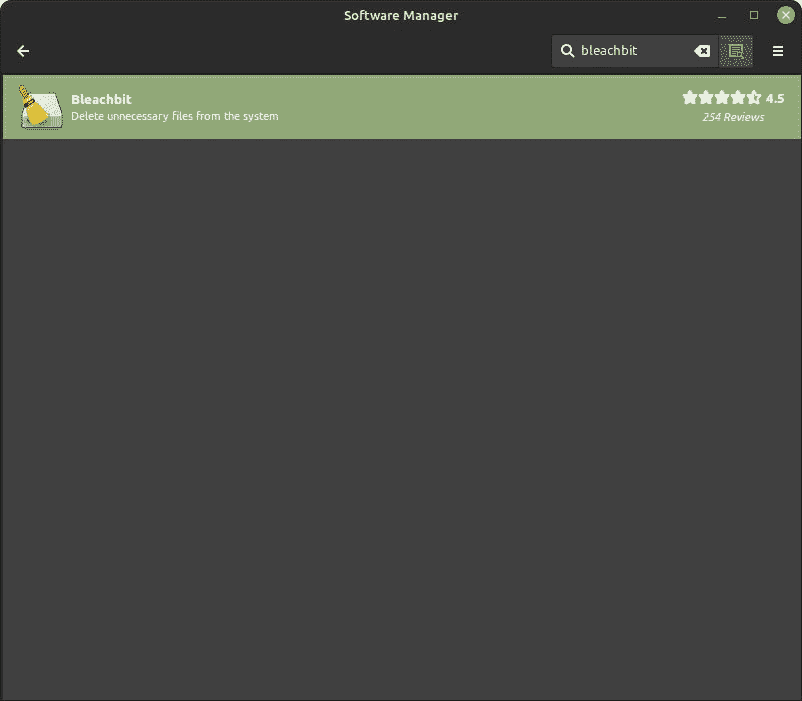 Software Manager
bleachbit
Bleachbit
4.5
Delete unnecessary files from the system
254 Reviews